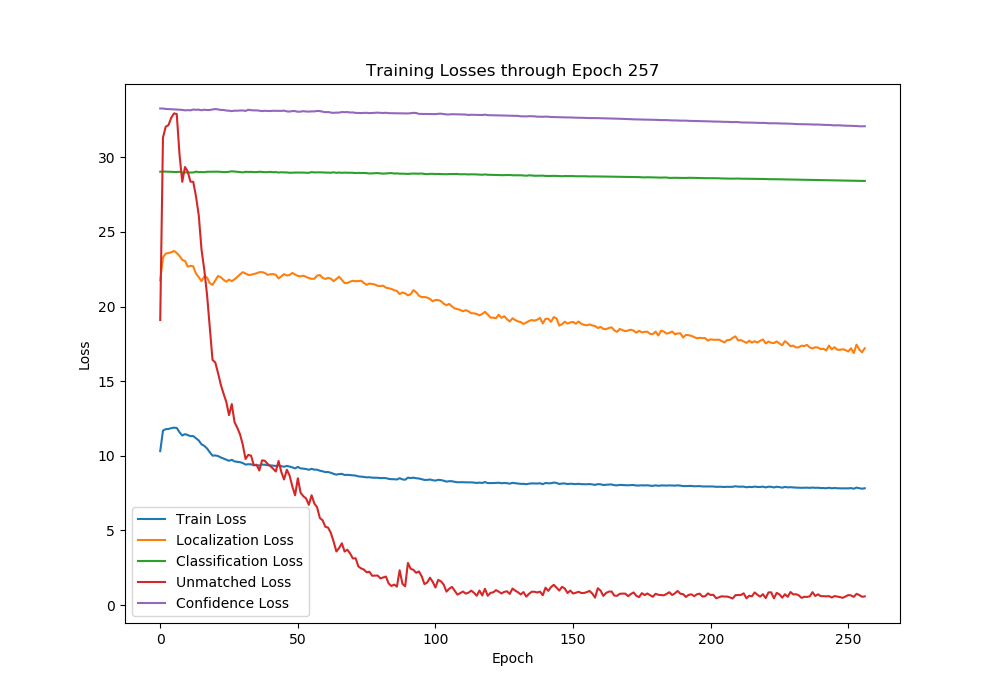 Training Losses through Epoch 257
Loss
30
25
20
15
10
5
0
Train Loss
Localization Loss
Classification Loss
Unmatched Loss
Confidence Loss
0 50 100 150 200 250
Epoch